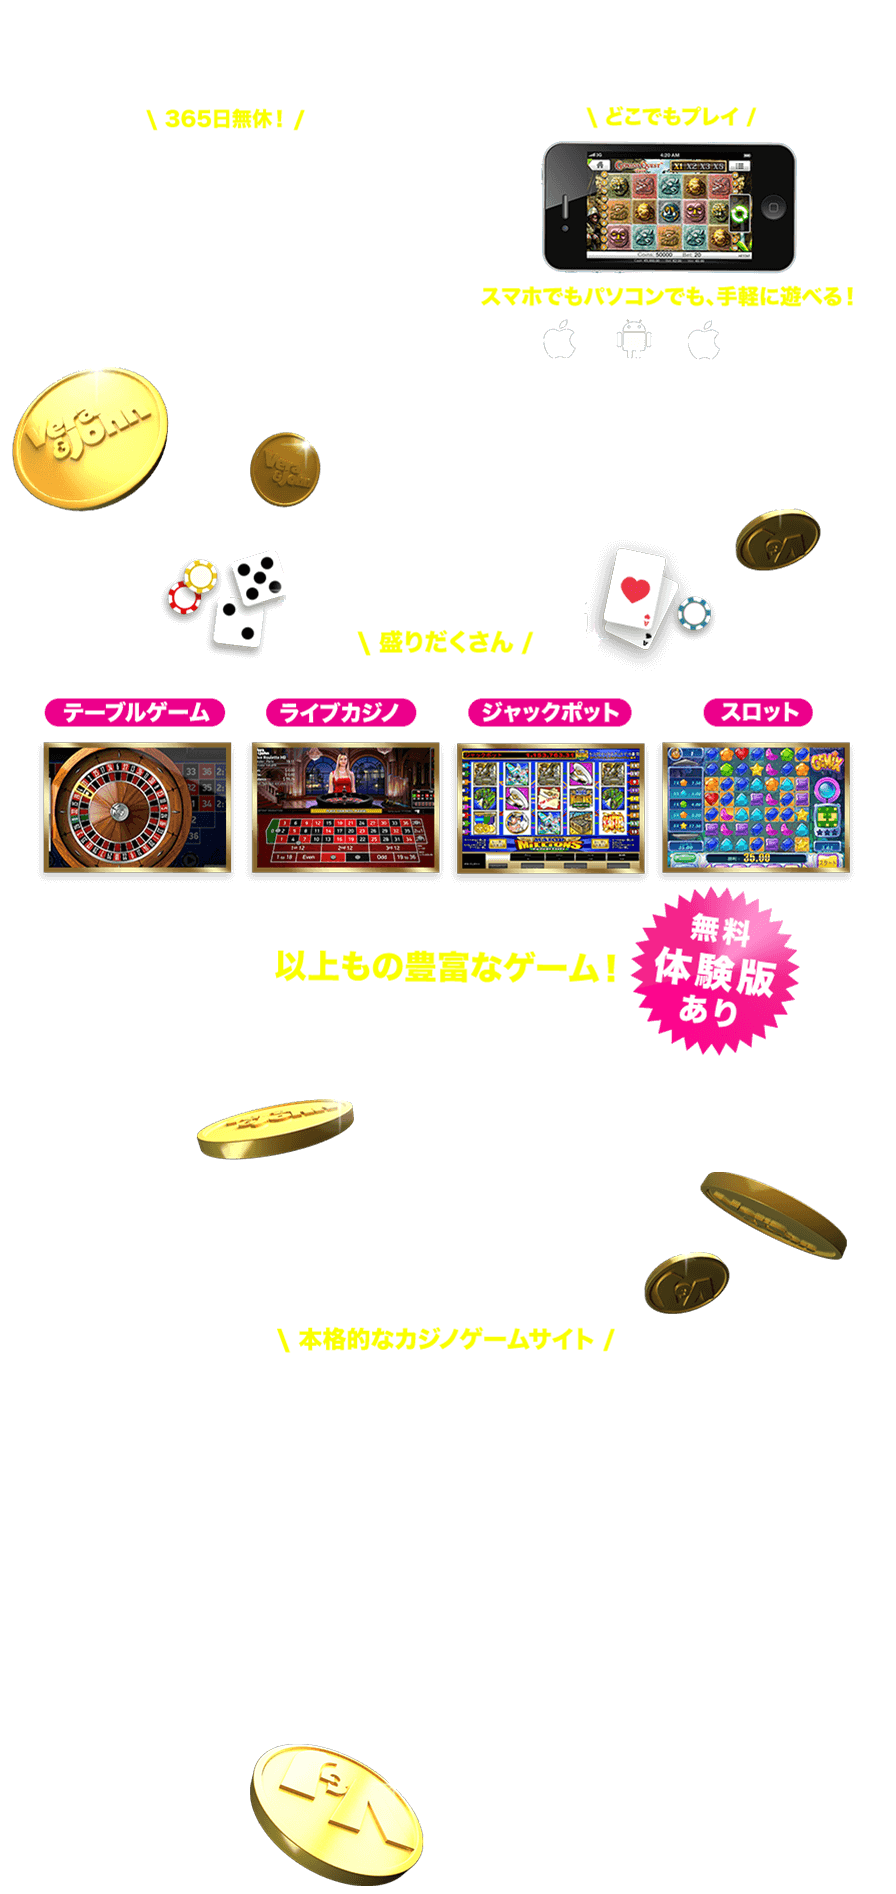 \ 365日無休！ /
\ どこでもプレイ /
スマホでもパソコンでも、手軽に遊べる！
Vera
&John
Vera
&John
\ 盛りだくさん /
テーブルゲーム
ライブカジノ
ジャックポット
スロット
以上もの豊富なゲーム！
無料
体験版
あり
\ 本格的なカジノゲームサイト /